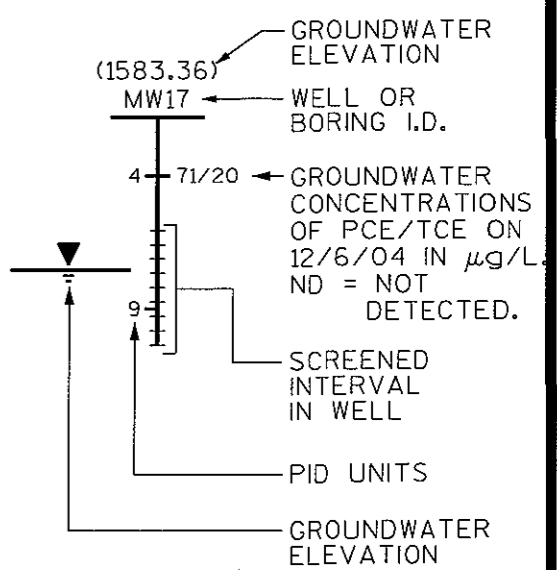 GROUNDWATER
ELEVATION
(1583.36)
MW17
WELL OR
BORING I.D.
4 71/20
GROUNDWATER
CONCENTRATIONS
OF PCE/TCE ON
12/6/04 IN µg/L.
ND = NOT
DETECTED.
9
SCREENED
INTERVAL
IN WELL
PID UNITS
GROUNDWATER
ELEVATION